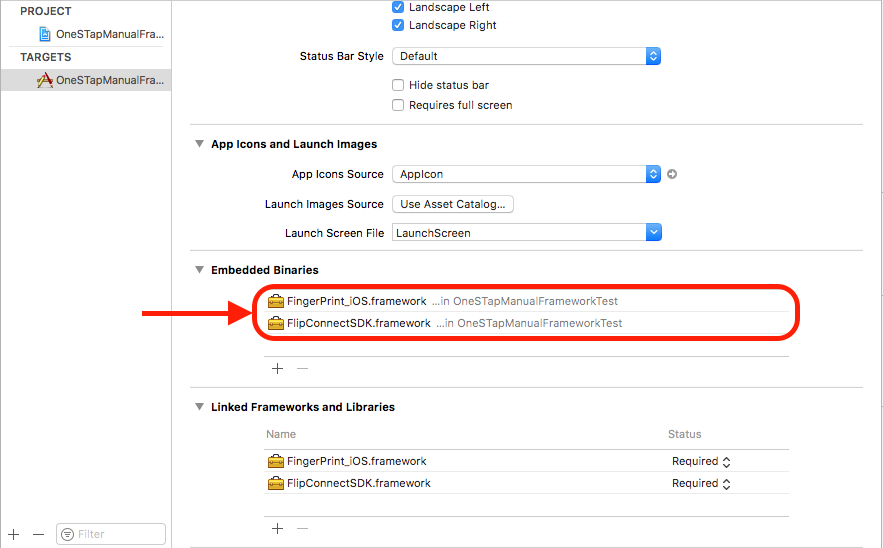 PROJECT
OneSTapManualFra...
TARGETS
OneSTapManualFra...
Filter
Landscape Left
Landscape Right
Status Bar Style Default
Hide status bar
Requires full screen
App Icons and Launch Images
App Icons Source AppIcon
Launch Images Source Use Asset Catalog...
Launch Screen File LaunchScreen
Embedded Binaries
FingerPrint_iOS.framework ...in OneSTapManualFrameworkTest
FlipConnectSDK.framework ...in OneSTapManualFrameworkTest
Linked Frameworks and Libraries
Name Status
FingerPrint_iOS.framework Required
FlipConnectSDK.framework Required